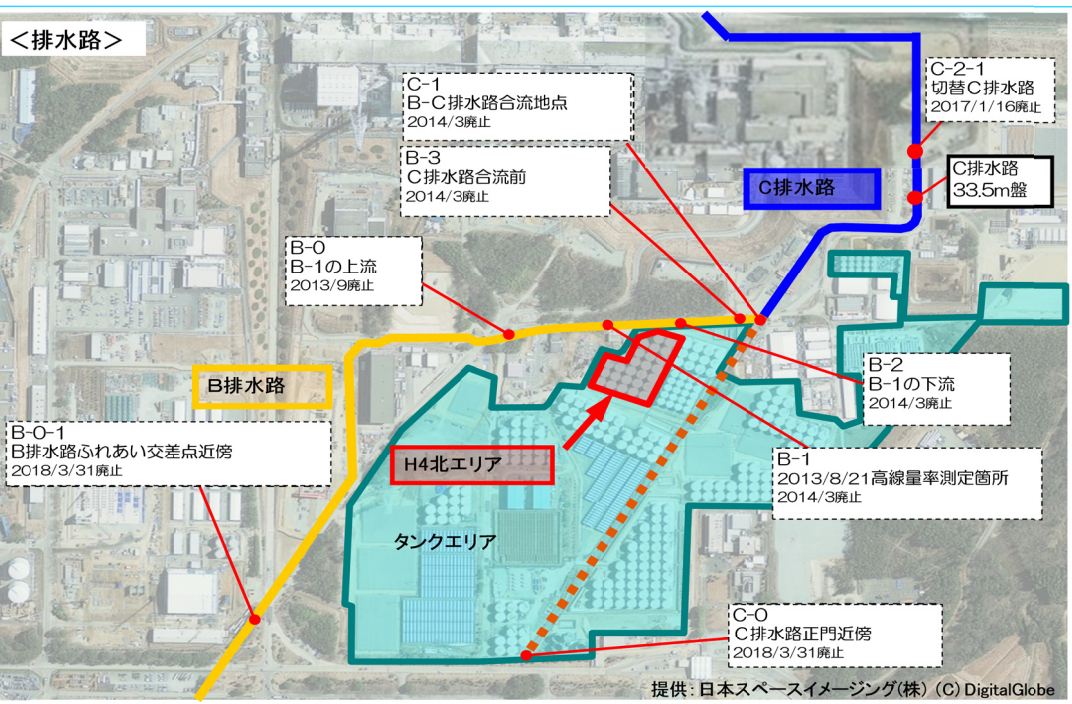 ＜排水路＞
C-1
B-C排水路合流地点
2014/3廃止
C-2-1
切替C排水路
2017/1/16廃止
B-3
C排水路合流前
2014/3廃止
C排水路
C排水路
33.5m盤
B-0
B-1の上流
2013/9廃止
B排水路
B-2
B-1の下流
2014/3廃止
B-0-1
B排水路ふれあい交差点近傍
2018/3/31廃止
H4北エリア
B-1
2013/8/21高線量率測定箇所
2014/3廃止
タンクエリア
C-0
C排水路正門近傍
2018/3/31廃止
提供：日本スペースイメージング(株) (C)DigitalGlobe